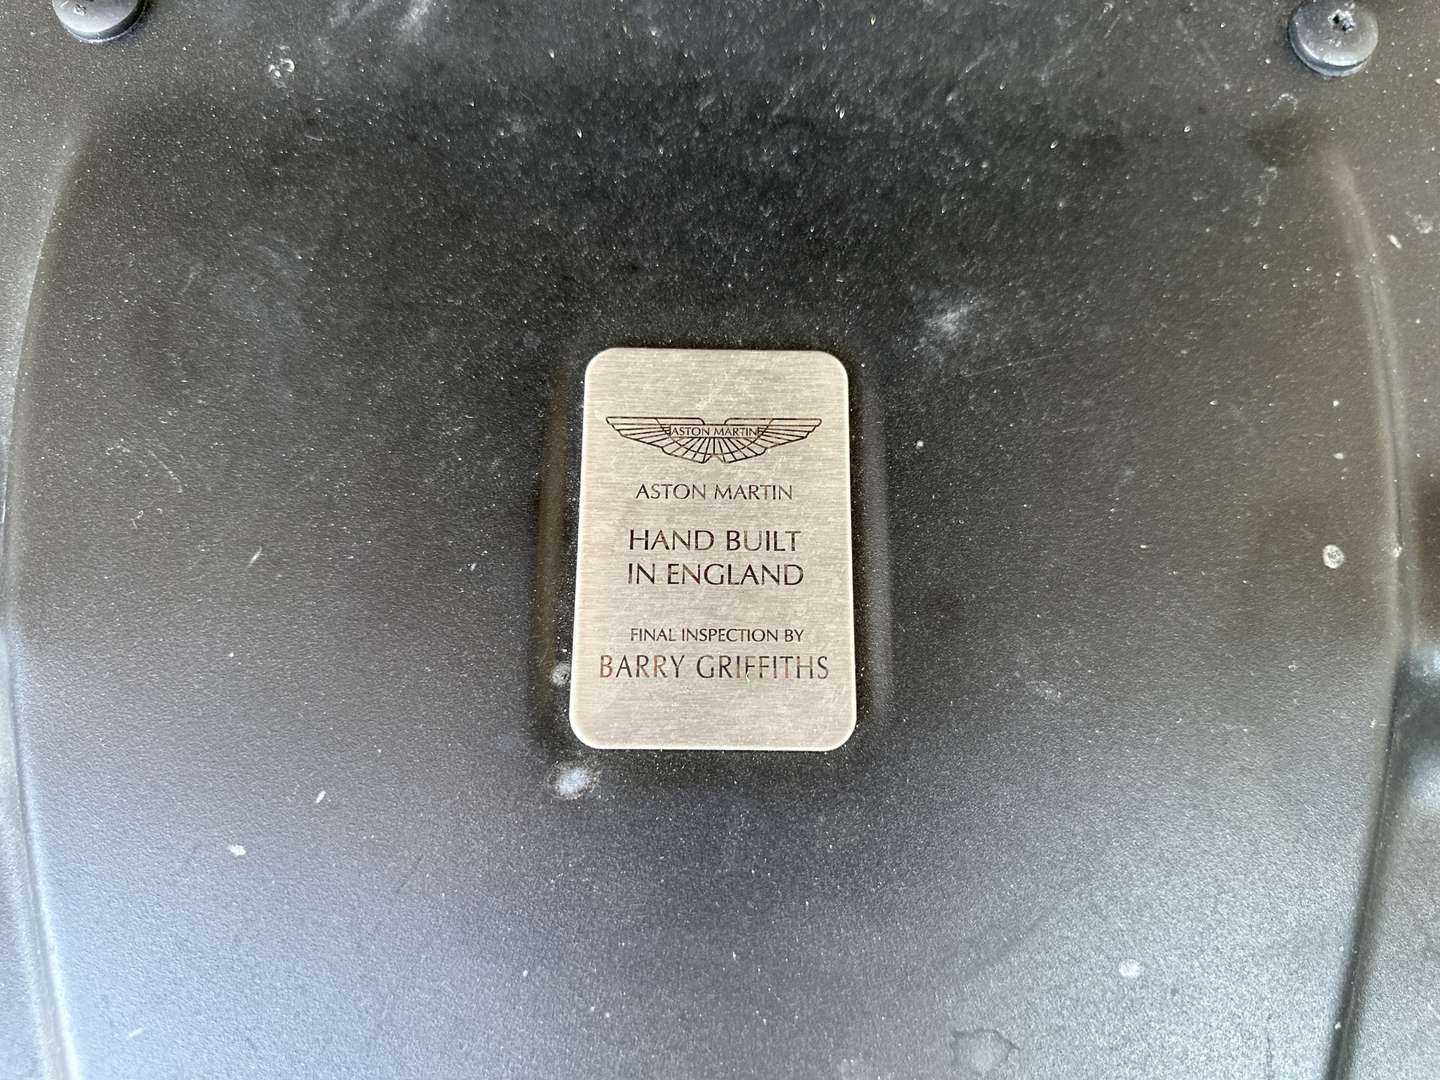 ASTON MARTIN
ASTON MARTIN
HAND BUILT
IN ENGLAND
FINAL INSPECTION BY
BARRY GRIFFITHS